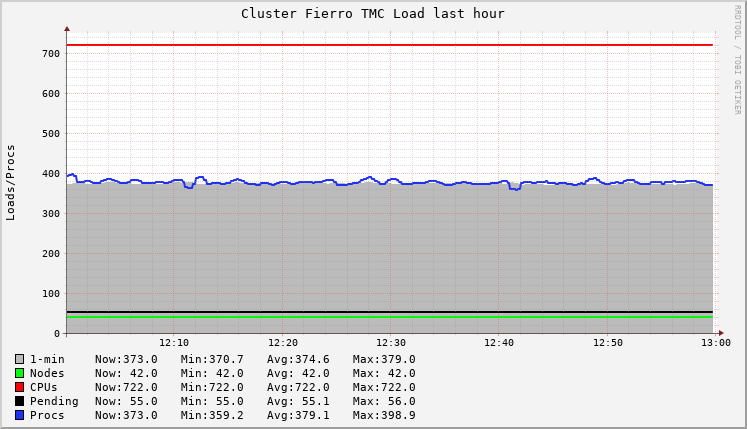 Cluster Fierro TMC Load last hour
RRDTOOL / TOBI OETIKER
Loads/Procs
700
600
500
400
300
200
100
0
12:10 12:20 12:30 12:40 12:50 13:00
1-min Now:373.0 Min:370.7 Avg:374.6 Max:379.0
Nodes Now: 42.0 Min: 42.0 Avg: 42.0 Max: 42.0
CPUs Now:722.0 Min:722.0 Avg:722.0 Max:722.0
Pending Now: 55.0 Min: 55.0 Avg: 55.1 Max: 56.0
Procs Now:373.0 Min:359.2 Avg:379.1 Max:398.9